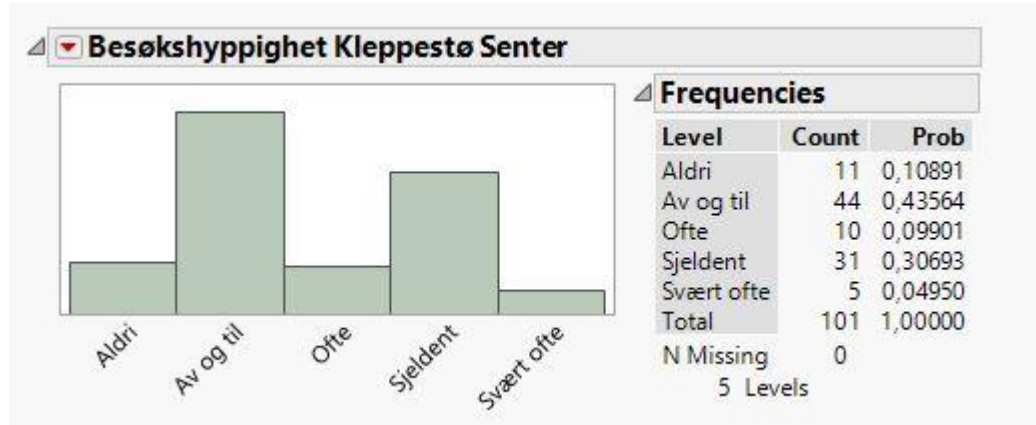 Besøkshyppighet Kleppestø Senter
Aldri
Av og til
Ofte
Sjeldent
Svært ofte
Frequencies
Level Count Prob
Aldri 11 0,10891
Av og til 44 0,43564
Ofte 10 0,09901
Sjeldent 31 0,30693
Svært ofte 5 0,04950
Total 101 1,00000
N Missing 0
5 Levels